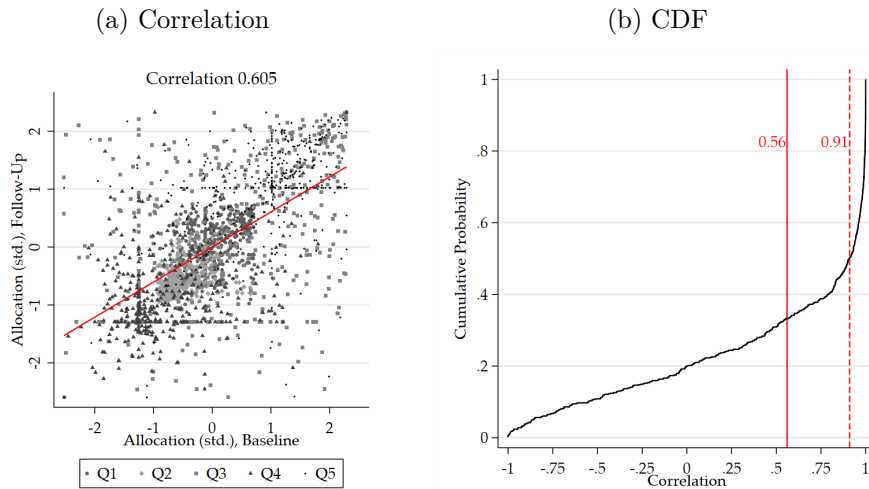 (a) Correlation
Correlation 0.605
Allocation (std.), Follow-Up
2
1
0
-1
-2
-2 -1 0 1 2
Allocation (std.), Baseline
Q1 Q2 Q3 Q4 Q5
(b) CDF
Cumulative Probability
1
.8
.6
.4
.2
0
0.56 0.91
-1 -.75 -.5 -.25 0 .25 .5 .75 1
Correlation